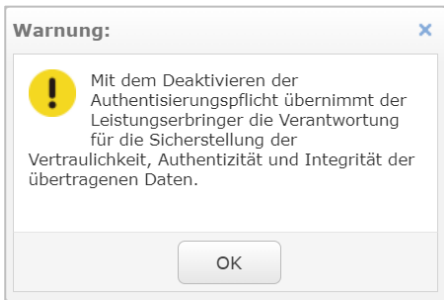 Warnung:
Mit dem Deaktivieren der
Authentisierungspflicht übernimmt der
Leistungserbringer die Verantwortung
für die Sicherstellung der
Vertraulichkeit, Authentizität und Integrität der
übertragenen Daten.
OK